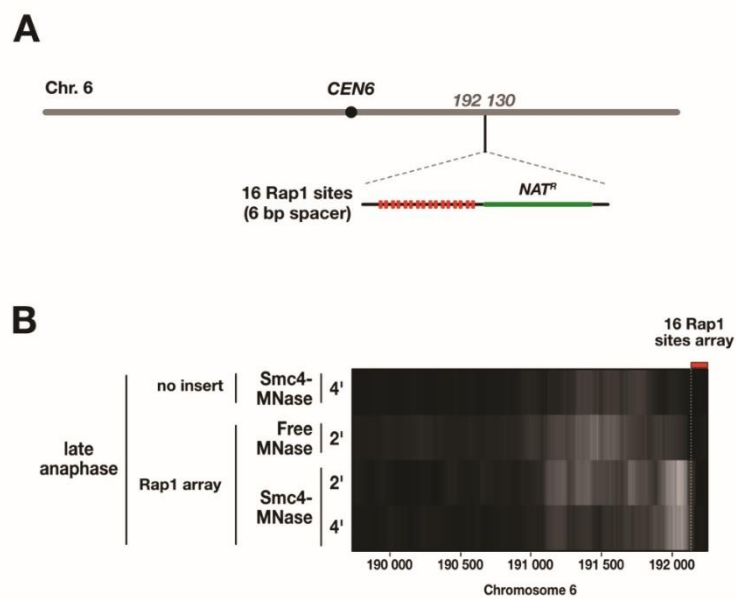 A
Chr. 6
CEN6
192 130
16 Rap1 sites
(6 bp spacer)
NATᴿ
B
16 Rap1
sites array
late
anaphase
no insert
Smc4-
MNase
4'
Rap1 array
Free
MNase
2'
Smc4-
MNase
2'
4'
190 000
190 500
191 000
191 500
192 000
Chromosome 6